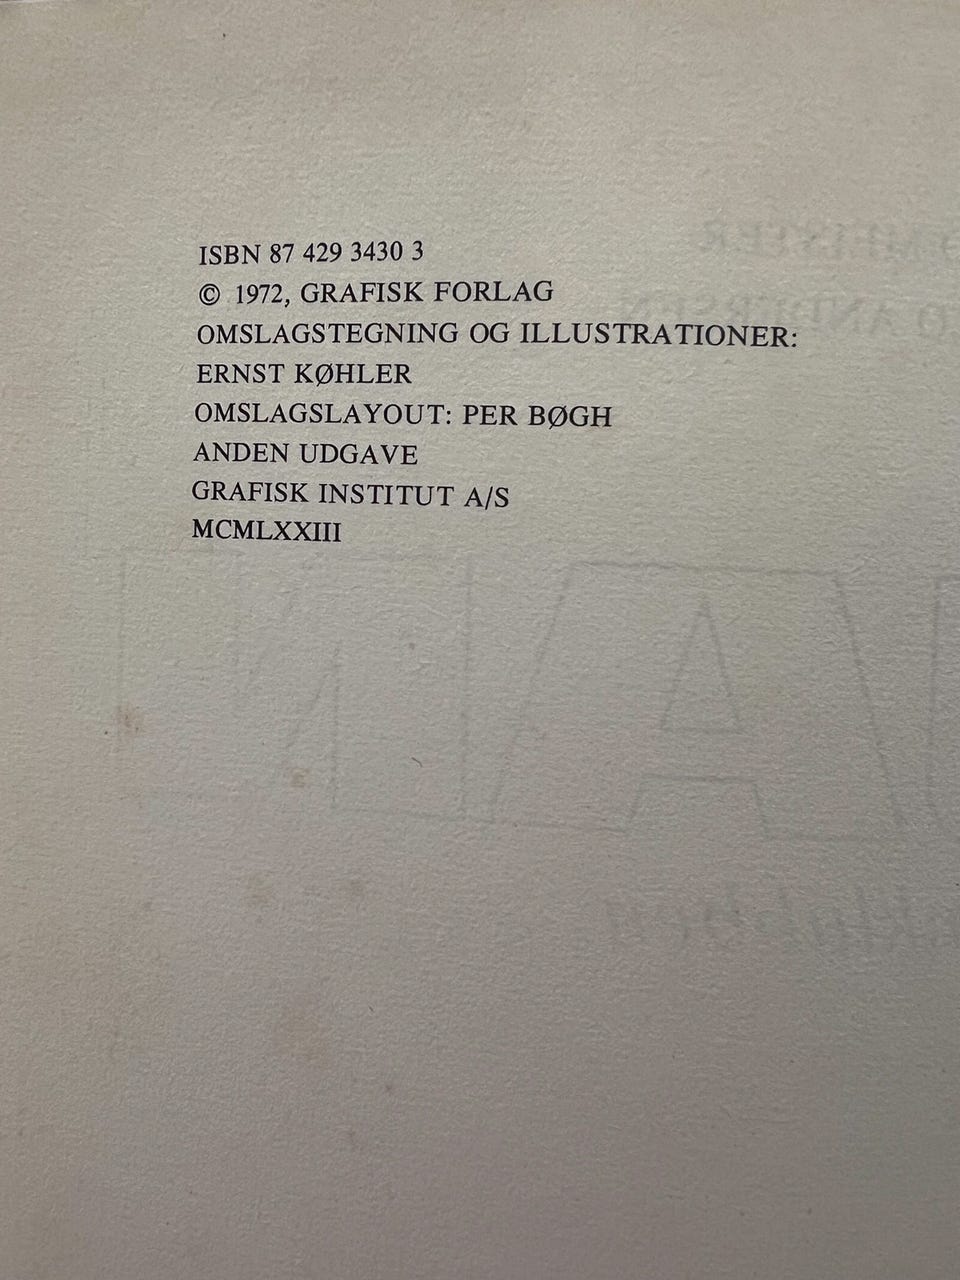 ISBN 87 429 3430 3
© 1972, GRAFISK FORLAG
OMSLAGSTEGNING OG ILLUSTRATIONER:
ERNST KØHLER
OMSLAGSLAYOUT: PER BØGH
ANDEN UDGAVE
GRAFISK INSTITUT A/S
MCMLXXIII